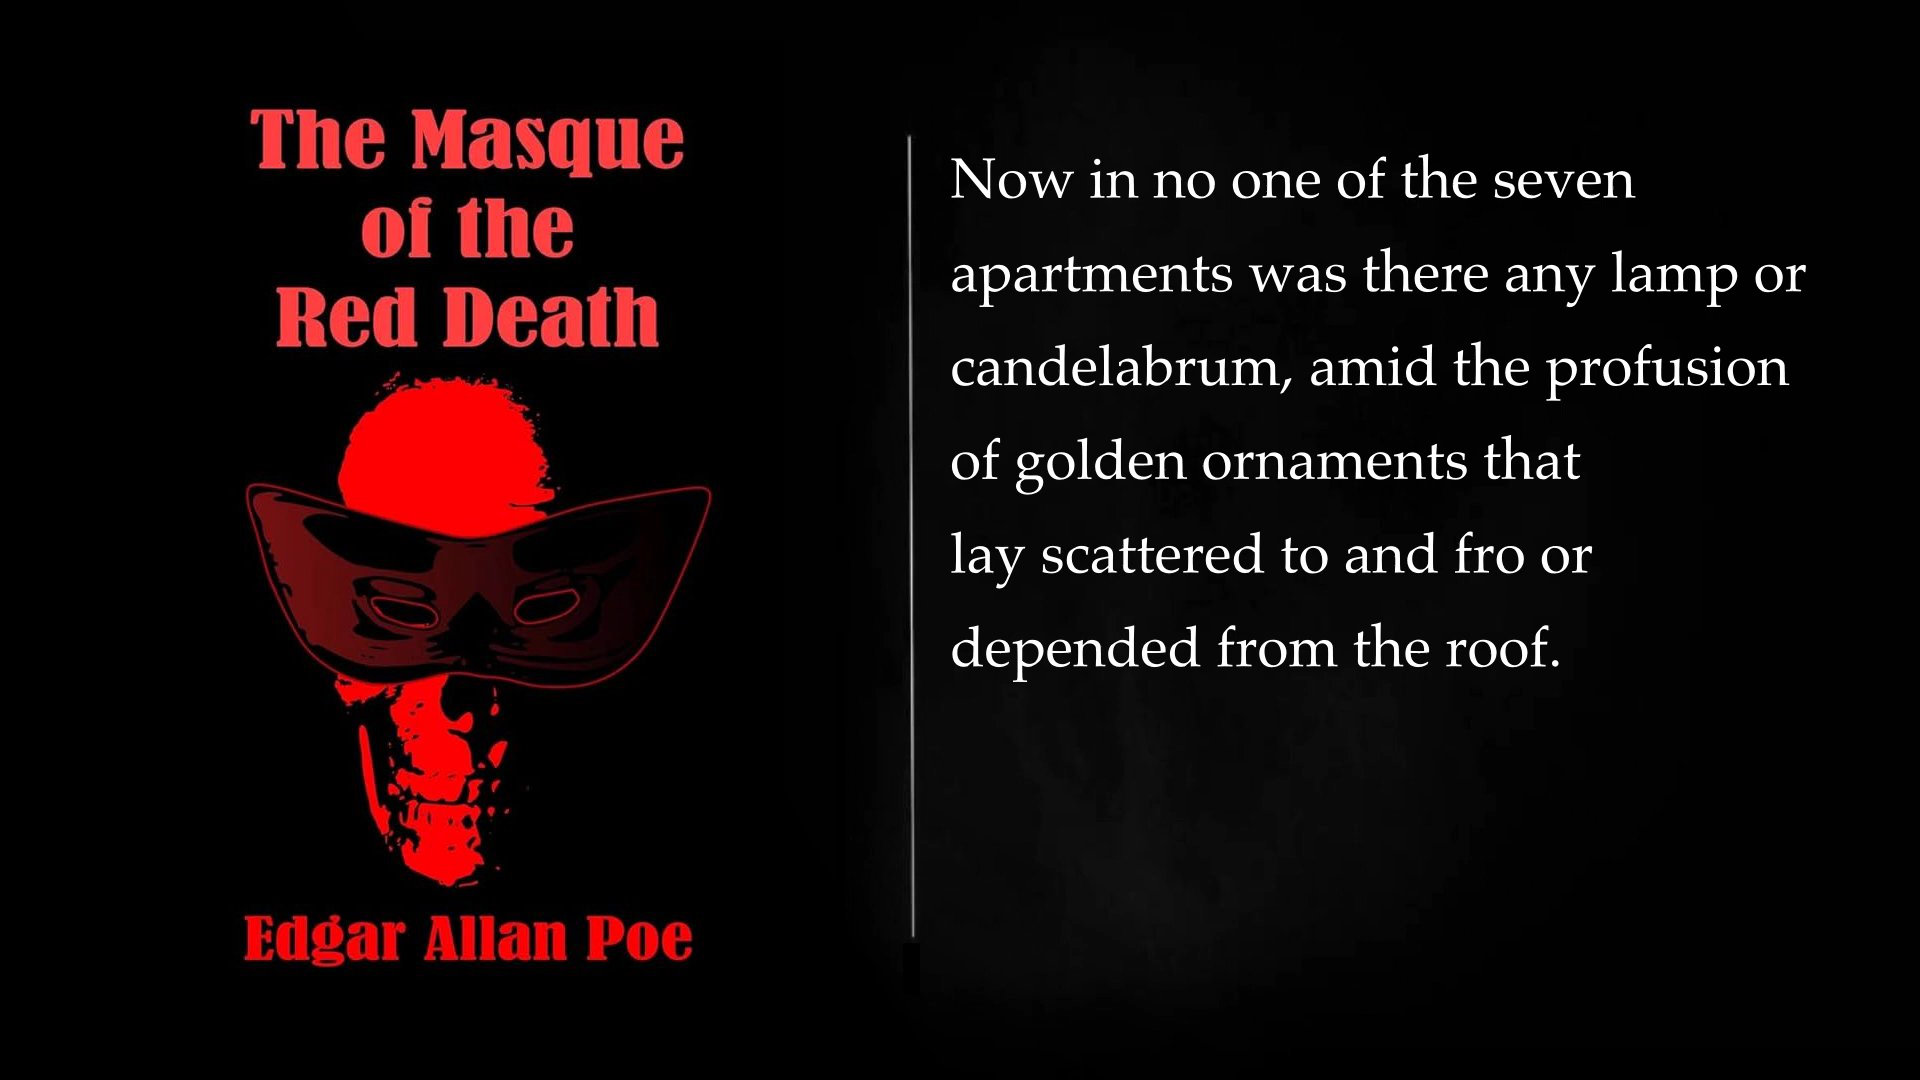 The Masque
of the
Red Death
Edgar Allan Poe
Now in no one of the seven
apartments was there any lamp or
candelabrum, amid the profusion
of golden ornaments that
lay scattered to and fro or
depended from the roof.